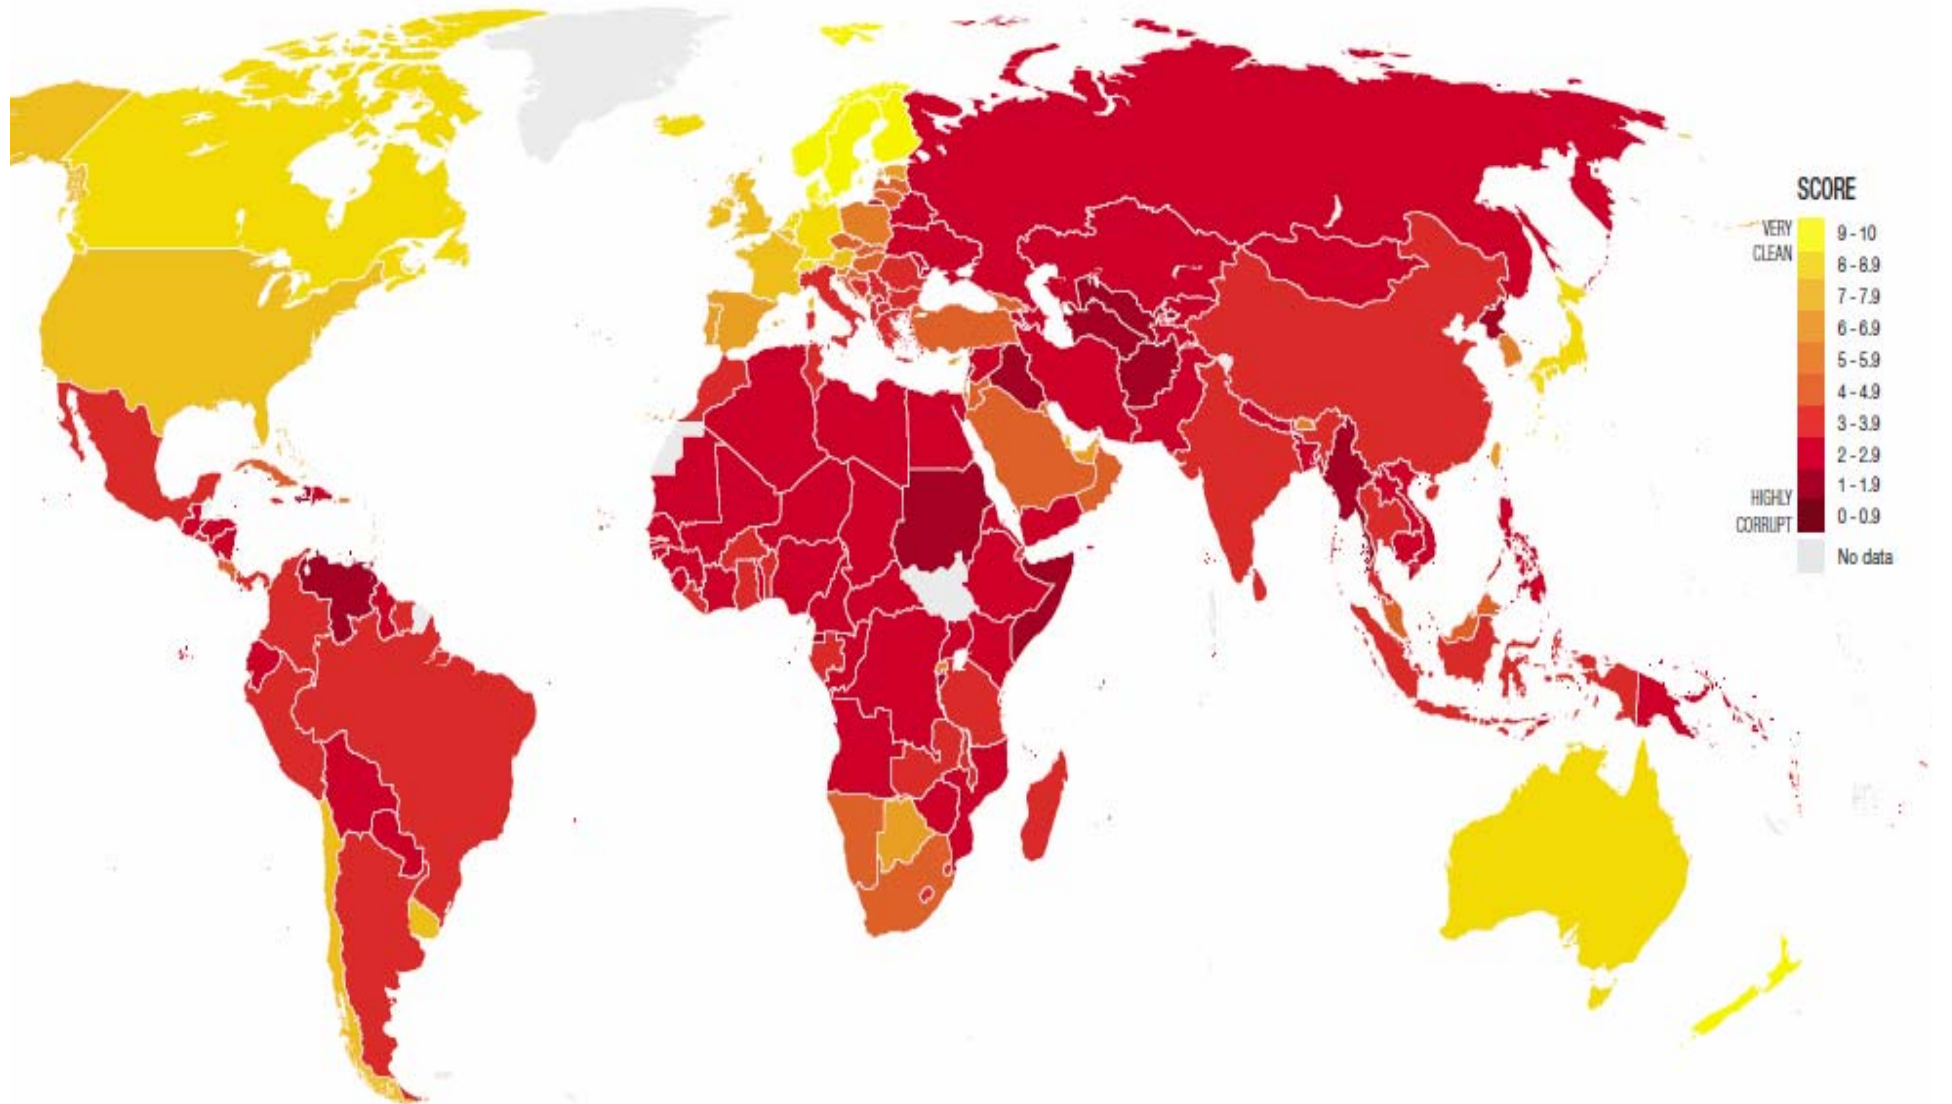 SCORE
VERY
CLEAN
9 - 10
8 - 8.9
7 - 7.9
6 - 6.9
5 - 5.9
4 - 4.9
3 - 3.9
2 - 2.9
1 - 1.9
0 - 0.9
HIGHLY
CORRUPT
No data